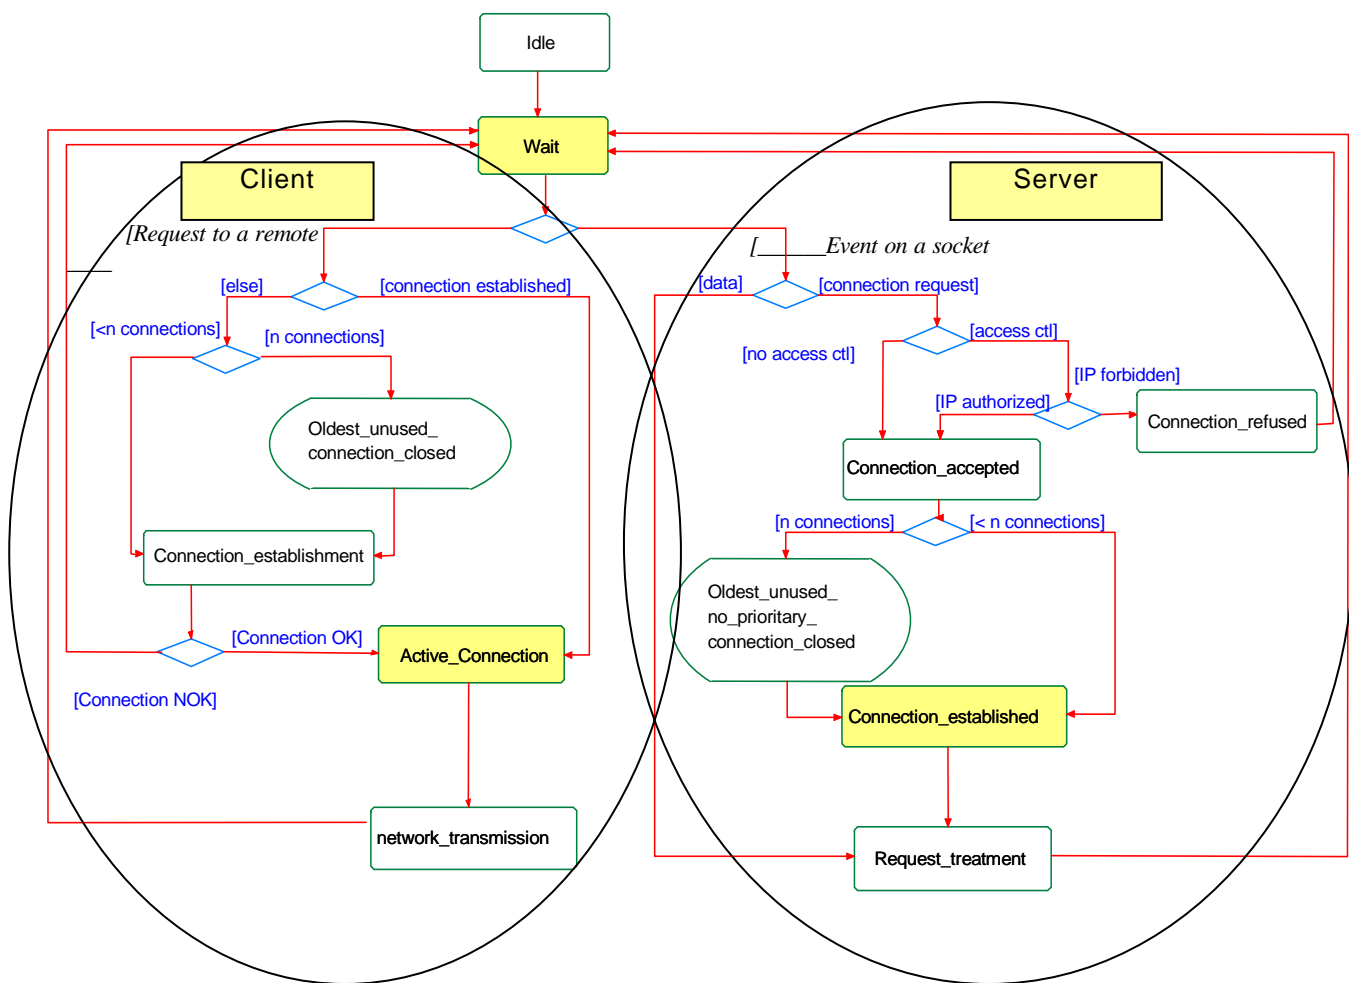 Idle
Wait
Client
Server
[Request to a remote
[______Event on a socket
[else]
[connection established]
[data]
[connection request]
[<n connections]
[n connections]
[no access ctl]
[access ctl]
[IP forbidden]
[IP authorized]
Connection_refused
Oldest_unused_
connection_closed
Connection_accepted
[n connections]
[< n connections]
Connection_establishment
Oldest_unused_
no_prioritary_
connection_closed
[Connection OK]
Active_Connection
[Connection NOK]
Connection_established
network_transmission
Request_treatment